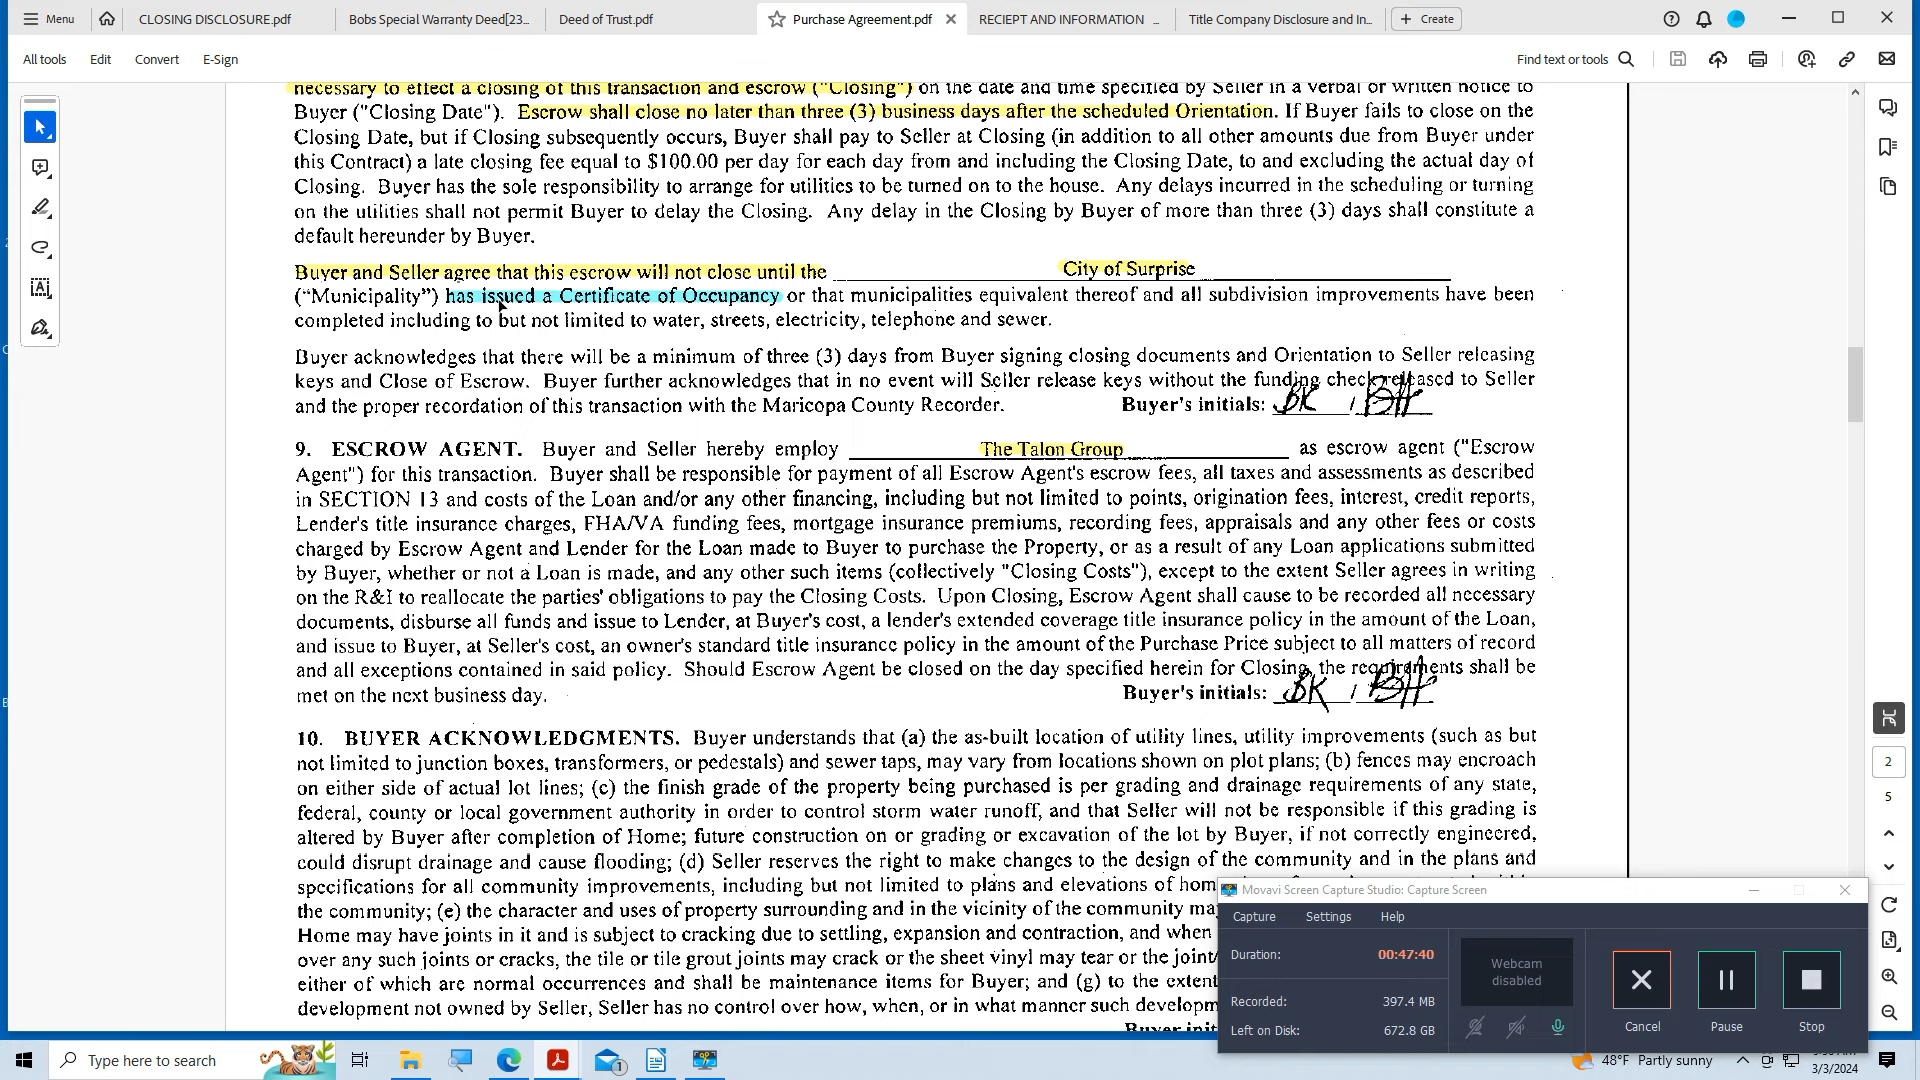 Menu
CLOSING DISCLOSURE.pdf
Bobs Special Warranty Deed[23...
Deed of Trust.pdf
Purchase Agreement.pdf
RECIEPT AND INFORMATION ...
Title Company Disclosure and In...
Create
All tools
Edit
Convert
E-Sign
Find text or tools
necessary to effect a closing of this transaction and escrow ("Closing") on the date and time specified by Seller in a verbal or written notice to
Buyer ("Closing Date"). Escrow shall close no later than three (3) business days after the scheduled Orientation. If Buyer fails to close on the
Closing Date, but if Closing subsequently occurs, Buyer shall pay to Seller at Closing (in addition to all other amounts due from Buyer under
this Contract) a late closing fee equal to $100.00 per day for each day from and including the Closing Date, to and excluding the actual day of
Closing. Buyer has the sole responsibility to arrange for utilities to be turned on to the house. Any delays incurred in the scheduling or turning
on the utilities shall not permit Buyer to delay the Closing. Any delay in the Closing by Buyer of more than three (3) days shall constitute a
default hereunder by Buyer.
Buyer and Seller agree that this escrow will not close until the City of Surprise
("Municipality") has issued a Certificate of Occupancy or that municipalities equivalent thereof and all subdivision improvements have been
completed including to but not limited to water, streets, electricity, telephone and sewer.
Buyer acknowledges that there will be a minimum of three (3) days from Buyer signing closing documents and Orientation to Seller releasing
keys and Close of Escrow. Buyer further acknowledges that in no event will Seller release keys without the funding check released to Seller
and the proper recordation of this transaction with the Maricopa County Recorder. Buyer's initials: BK / BH
9. ESCROW AGENT. Buyer and Seller hereby employ The Talon Group as escrow agent ("Escrow
Agent") for this transaction. Buyer shall be responsible for payment of all Escrow Agent's escrow fees, all taxes and assessments as described
in SECTION 13 and costs of the Loan and/or any other financing, including but not limited to points, origination fees, interest, credit reports,
Lender's title insurance charges, FHA/VA funding fees, mortgage insurance premiums, recording fees, appraisals and any other fees or costs
charged by Escrow Agent and Lender for the Loan made to Buyer to purchase the Property, or as a result of any Loan applications submitted
by Buyer, whether or not a Loan is made, and any other such items (collectively "Closing Costs"), except to the extent Seller agrees in writing
on the R&I to reallocate the parties' obligations to pay the Closing Costs. Upon Closing, Escrow Agent shall cause to be recorded all necessary
documents, disburse all funds and issue to Lender, at Buyer's cost, a lender's extended coverage title insurance policy in the amount of the Loan,
and issue to Buyer, at Seller's cost, an owner's standard title insurance policy in the amount of the Purchase Price subject to all matters of record
and all exceptions contained in said policy. Should Escrow Agent be closed on the day specified herein for Closing, the requirements shall be
met on the next business day. Buyer's initials: BK / BH
10. BUYER ACKNOWLEDGMENTS. Buyer understands that (a) the as-built location of utility lines, utility improvements (such as but
not limited to junction boxes, transformers, or pedestals) and sewer taps, may vary from locations shown on plot plans; (b) fences may encroach
on either side of actual lot lines; (c) the finish grade of the property being purchased is per grading and drainage requirements of any state,
federal, county or local government authority in order to control storm water runoff, and that Seller will not be responsible if this grading is
altered by Buyer after completion of Home; future construction on or grading or excavation of the lot by Buyer, if not correctly engineered,
could disrupt drainage and cause flooding; (d) Seller reserves the right to make changes to the design of the community and in the plans and
specifications for all community improvements, including but not limited to plans and elevations of hom
the community; (e) the character and uses of property surrounding and in the vicinity of the community may
Home may have joints in it and is subject to cracking due to settling, expansion and contraction, and when
over any such joints or cracks, the tile or tile grout joints may crack or the sheet vinyl may tear or the joint/
either of which are normal occurrences and shall be maintenance items for Buyer; and (g) to the extent
development not owned by Seller, Seller has no control over how, when, or in what manner such developm
2
5
Movavi Screen Capture Studio: Capture Screen
Capture
Settings
Help
Duration:
00:47:40
Webcam
disabled
Recorded:
397.4 MB
Left on Disk:
672.8 GB
Cancel
Pause
Stop
Type here to search
1
48°F Partly sunny
3/3/2024